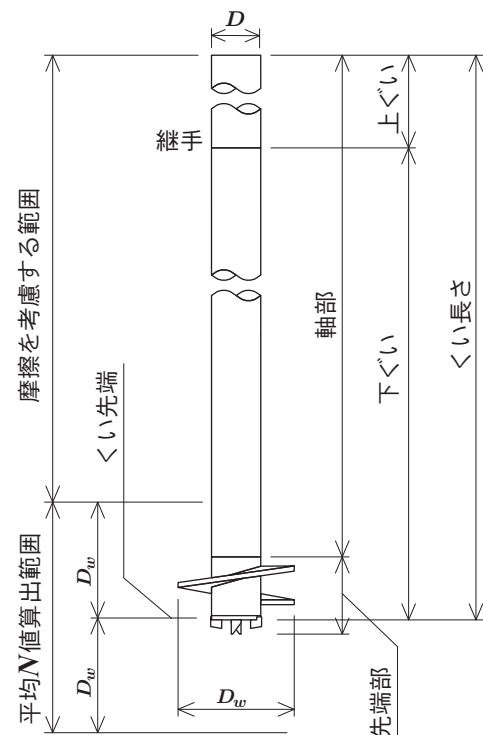 D
上ぐい
継手
摩擦を考慮する範囲
軸部
下ぐい
くい長さ
くい先端
平均N値算出範囲
Dw
Dw
Dw
先端部